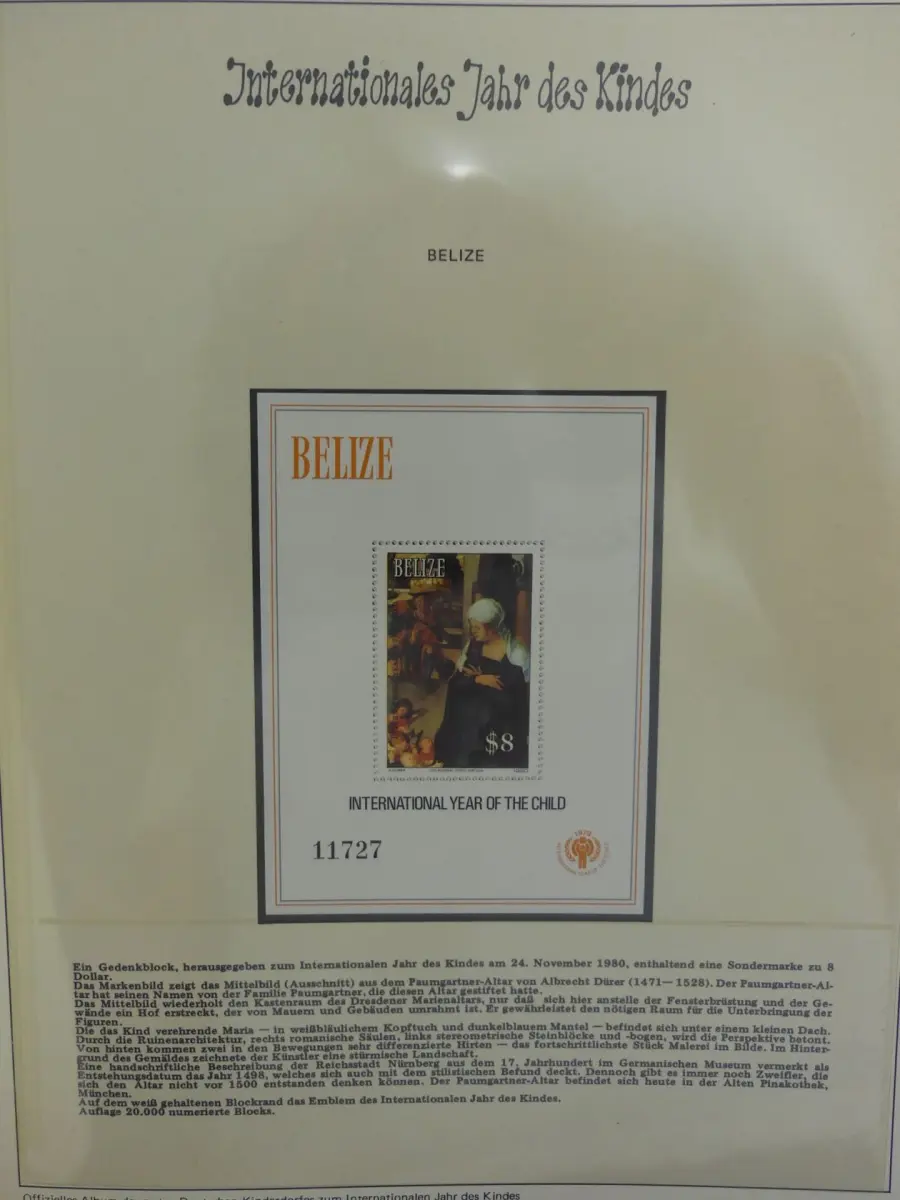 Internationales Jahr des Kindes
BELIZE
BELIZE
BELIZE
$8
INTERNATIONAL YEAR OF THE CHILD
11727
1979
Ein Gedenkblock, herausgegeben zum Internationalen Jahr des Kindes am 24. November 1980, enthaltend eine Sondermarke zu 8
Dollar.
Das Markenbild zeigt das Mittelbild (Ausschnitt) aus dem Paumgartner-Altar von Albrecht Dürer (1471— 1528). Der Paumgartner-Al-
tar hat seinen Namen von der Familie Paumgartner, die diesen Altar gestiftet hatte.
Das Mittelbild wiederholt den Kastenraum des Dresdener Marienaltars, nur daß sich hier anstelle der Fensterbrüstung und der Ge-
wände ein Hof erstreckt, der von Mauern und Gebäuden umrahmt ist. Er gewährleistet den nötigen Raum für die Unterbringung der
Figuren.
Die das Kind verehrende Maria — in weißbläulichem Kopftuch und dunkelblauem Mantel — befindet sich unter einem kleinen Dach.
Durch die Ruinenarchitektur, rechts romanische Säulen, links stereometrische Steinblöcke und -bogen, wird die Perspektive betont.
Von hinten kommen zwei in den Bewegungen sehr differenzierte Hirten — das fortschrittlichste Stück Malerei im Bilde. Im Hinter-
grund des Gemäldes zeichnete der Künstler eine stürmische Landschaft.
Eine handschriftliche Beschreibung der Reichsstadt Nürnberg aus dem 17. Jahrhundert im Germanischen Museum vermerkt als
Entstehungsdatum das Jahr 1498, welches sich auch mit dem stilistischen Befund deckt. Dennoch gibt es immer noch Zweifler, die
sich den Altar nicht vor 1500 entstanden denken können. Der Paumgartner-Altar befindet sich heute in der Alten Pinakothek,
München.
Auf dem weiß gehaltenen Blockrand das Emblem des Internationalen Jahr des Kindes.
Auflage 20.000 numerierte Blocks.
Offizielles Album der Deutschen Kinderdörfer zum Internationalen Jahr des Kindes